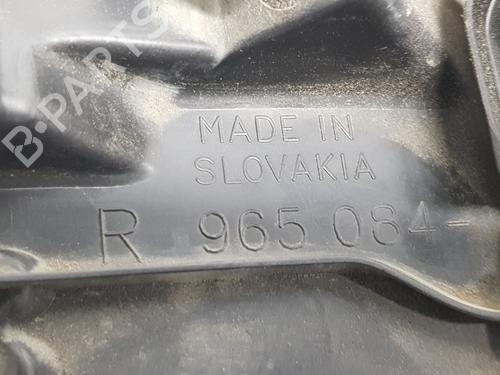 MADE IN
SLOVAKIA
R 965 084-
B·PARTS